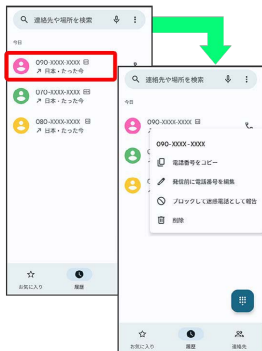 連絡先や場所を検索
今日
090-XXXX-XXXX
日本・たった今
070-XXXX-XXXX
日本・たった今
080-XXXX-XXXX
日本・たった今
お気に入り
履歴
連絡先や場所を検索
今日
090-XXXX-XXXX
090-XXXX-XXXX
電話番号をコピー
発信前に電話番号を編集
ブロックして迷惑電話として報告
削除
お気に入り
履歴
連絡先